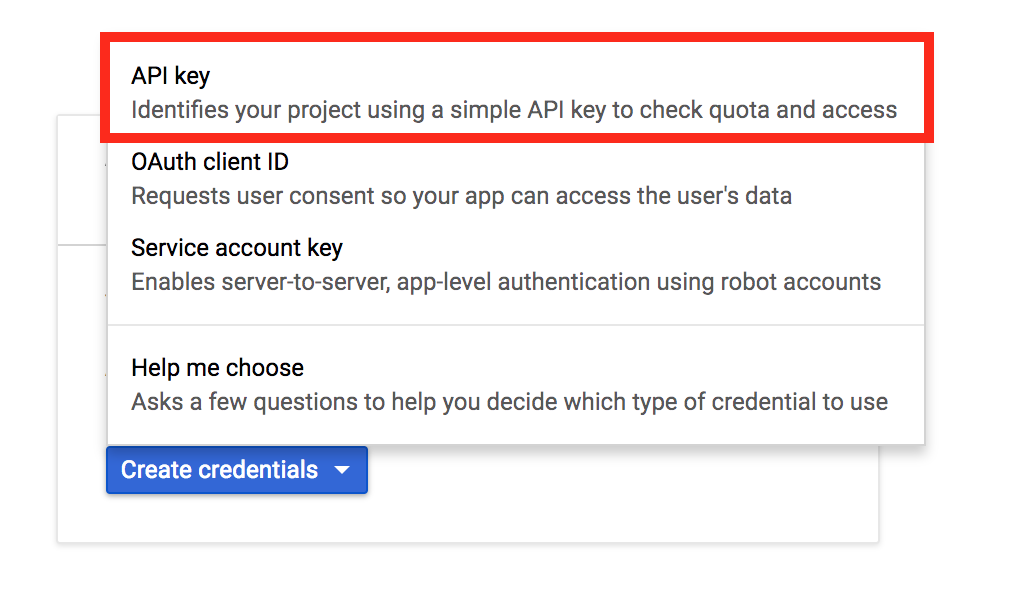 API key
Identifies your project using a simple API key to check quota and access
OAuth client ID
Requests user consent so your app can access the user's data
Service account key
Enables server-to-server, app-level authentication using robot accounts
Help me choose
Asks a few questions to help you decide which type of credential to use
Create credentials